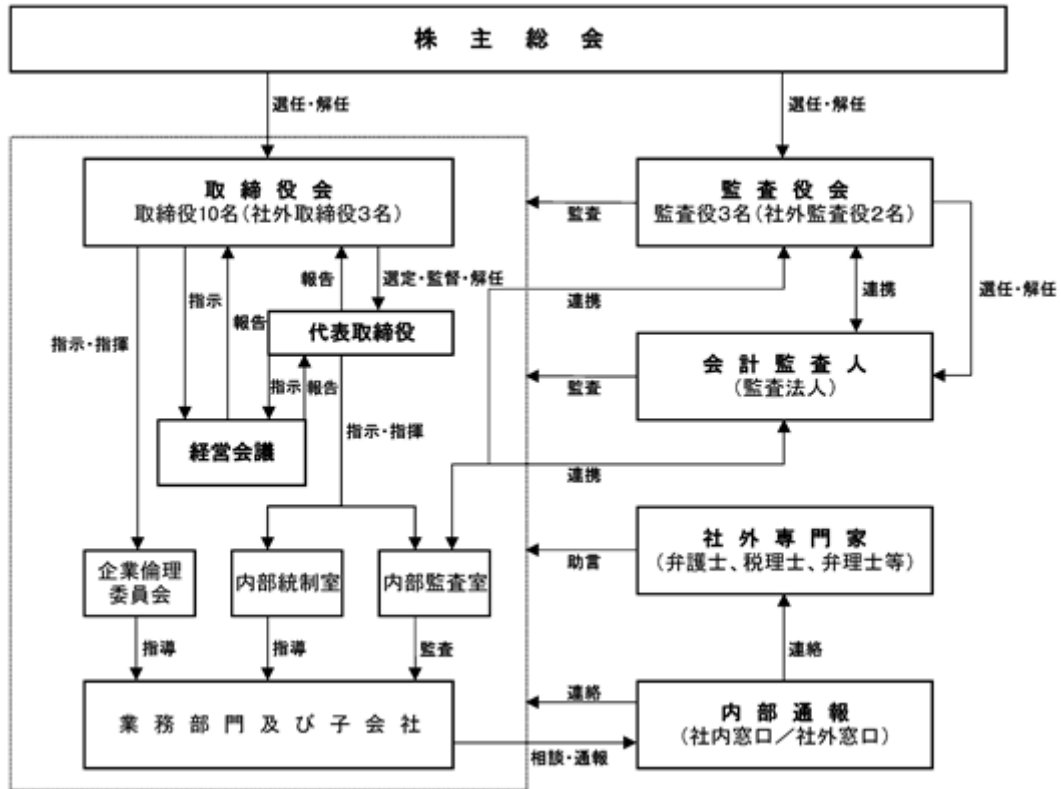 株主総会
選任・解任
選任・解任
取締役会
取締役10名(社外取締役3名)
監査
監査役会
監査役3名(社外監査役2名)
指示・指揮
指示
報告
報告
選定・監督・解任
連携
連携
選任・解任
代表取締役
指示
報告
監査
会計監査人
(監査法人)
経営会議
指示・指揮
連携
企業倫理
委員会
内部統制室
内部監査室
助言
社外専門家
(弁護士、税理士、弁理士等)
指導
指導
監査
連絡
業務部門及び子会社
連絡
内部通報
(社内窓口/社外窓口)
相談・通報